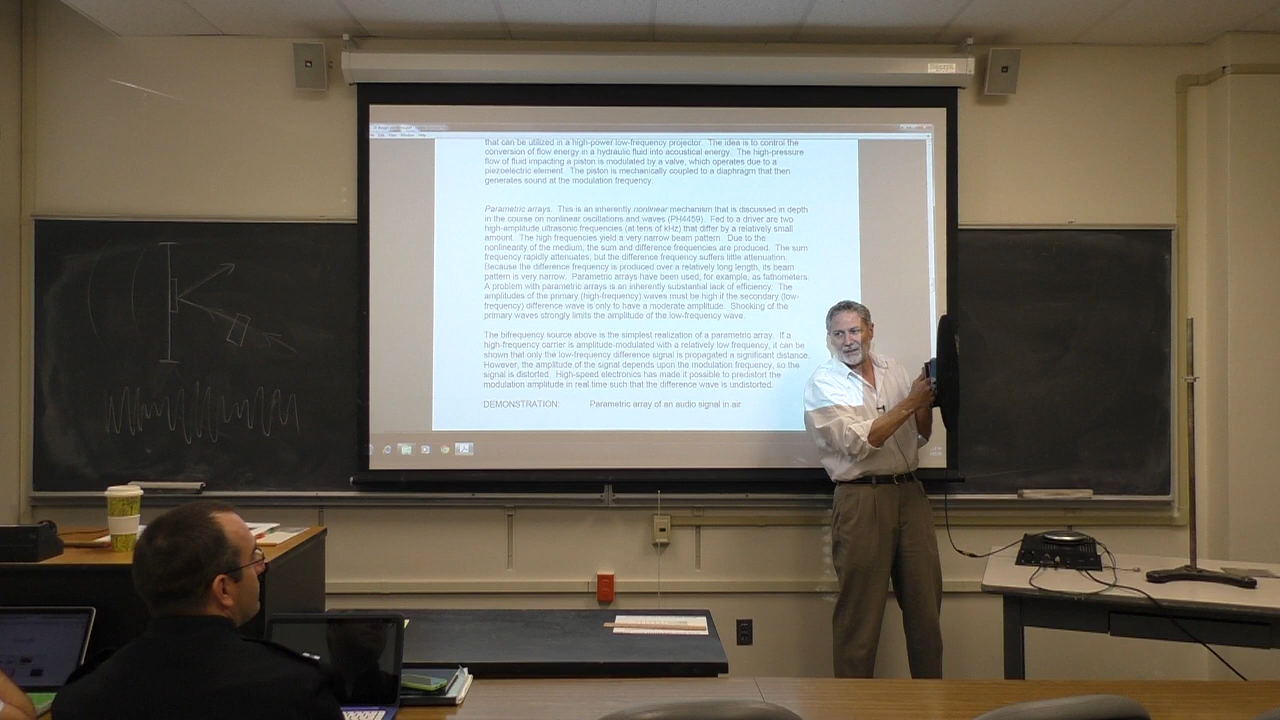 that can be utilized in a high-power low-frequency projector. The idea is to control the
conversion of flow energy in a hydraulic fluid into acoustical energy. The high-pressure
flow of fluid impacting a piston is modulated by a valve, which operates due to a
piezoelectric element. The piston is mechanically coupled to a diaphragm that then
generates sound at the modulation frequency.
Parametric arrays. This is an inherently nonlinear mechanism that is discussed in depth
in the course on nonlinear oscillations and waves (PH4459). Fed to a driver are two
high-amplitude ultrasonic frequencies (at tens of kHz) that differ by a relatively small
amount. The high frequencies yield a very narrow beam pattern. Due to the
nonlinearity of the medium, the sum and difference frequencies are produced. The sum
frequency rapidly attenuates, but the difference frequency suffers little attenuation.
Because the difference frequency is produced over a relatively long length, its beam
pattern is very narrow. Parametric arrays have been used, for example, as fathometers.
A problem with parametric arrays is an inherently substantial lack of efficiency: The
amplitudes of the primary (high-frequency) waves must be high if the secondary (low-
frequency) difference wave is only to have a moderate amplitude. Shocking of the
primary waves strongly limits the amplitude of the low-frequency wave.
The bifrequency source above is the simplest realization of a parametric array. If a
high-frequency carrier is amplitude-modulated with a relatively low frequency, it can be
shown that only the low-frequency difference signal is propagated a significant distance.
However, the amplitude of the signal depends upon the modulation frequency, so the
signal is distorted. High-speed electronics has made it possible to predistort the
modulation amplitude in real time such that the difference wave is undistorted.
DEMONSTRATION: Parametric array of an audio signal in air